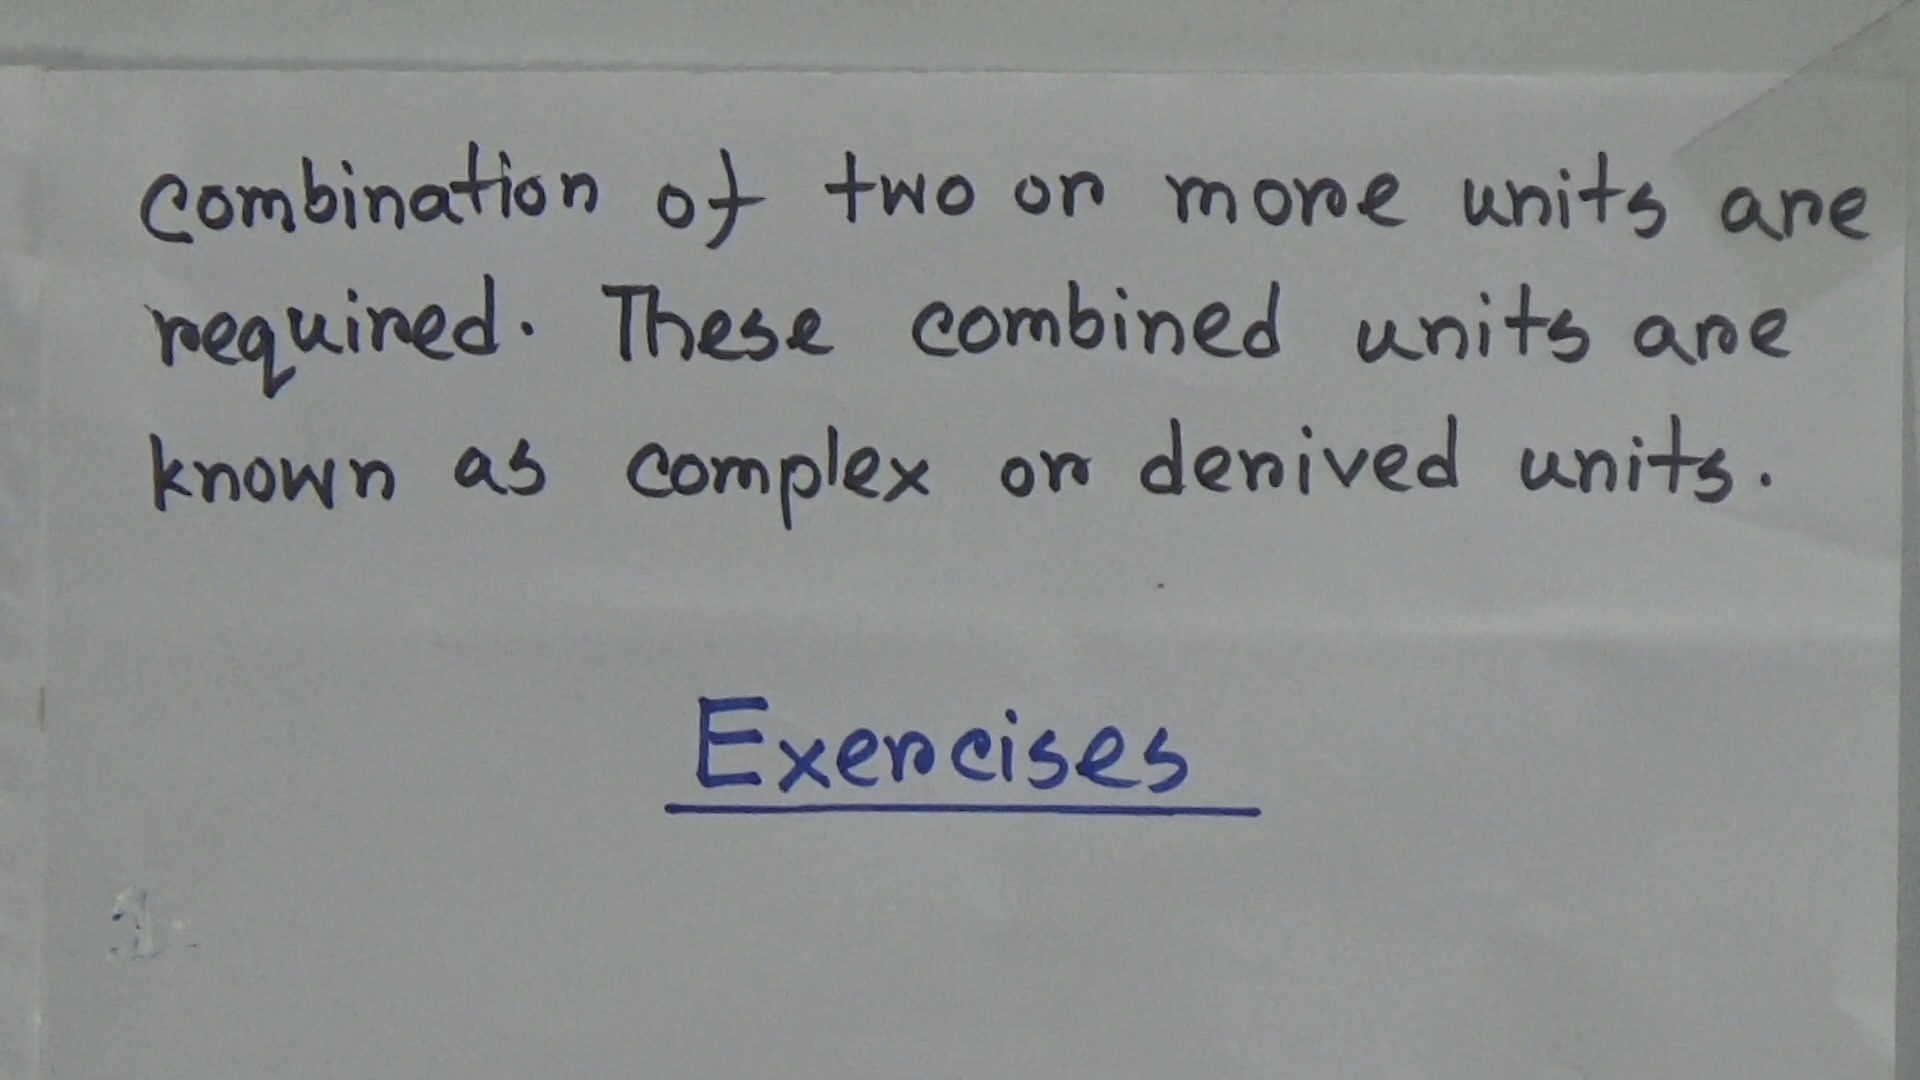 combination of two or more units are
required. These combined units are
known as complex or derived units.
Exercises